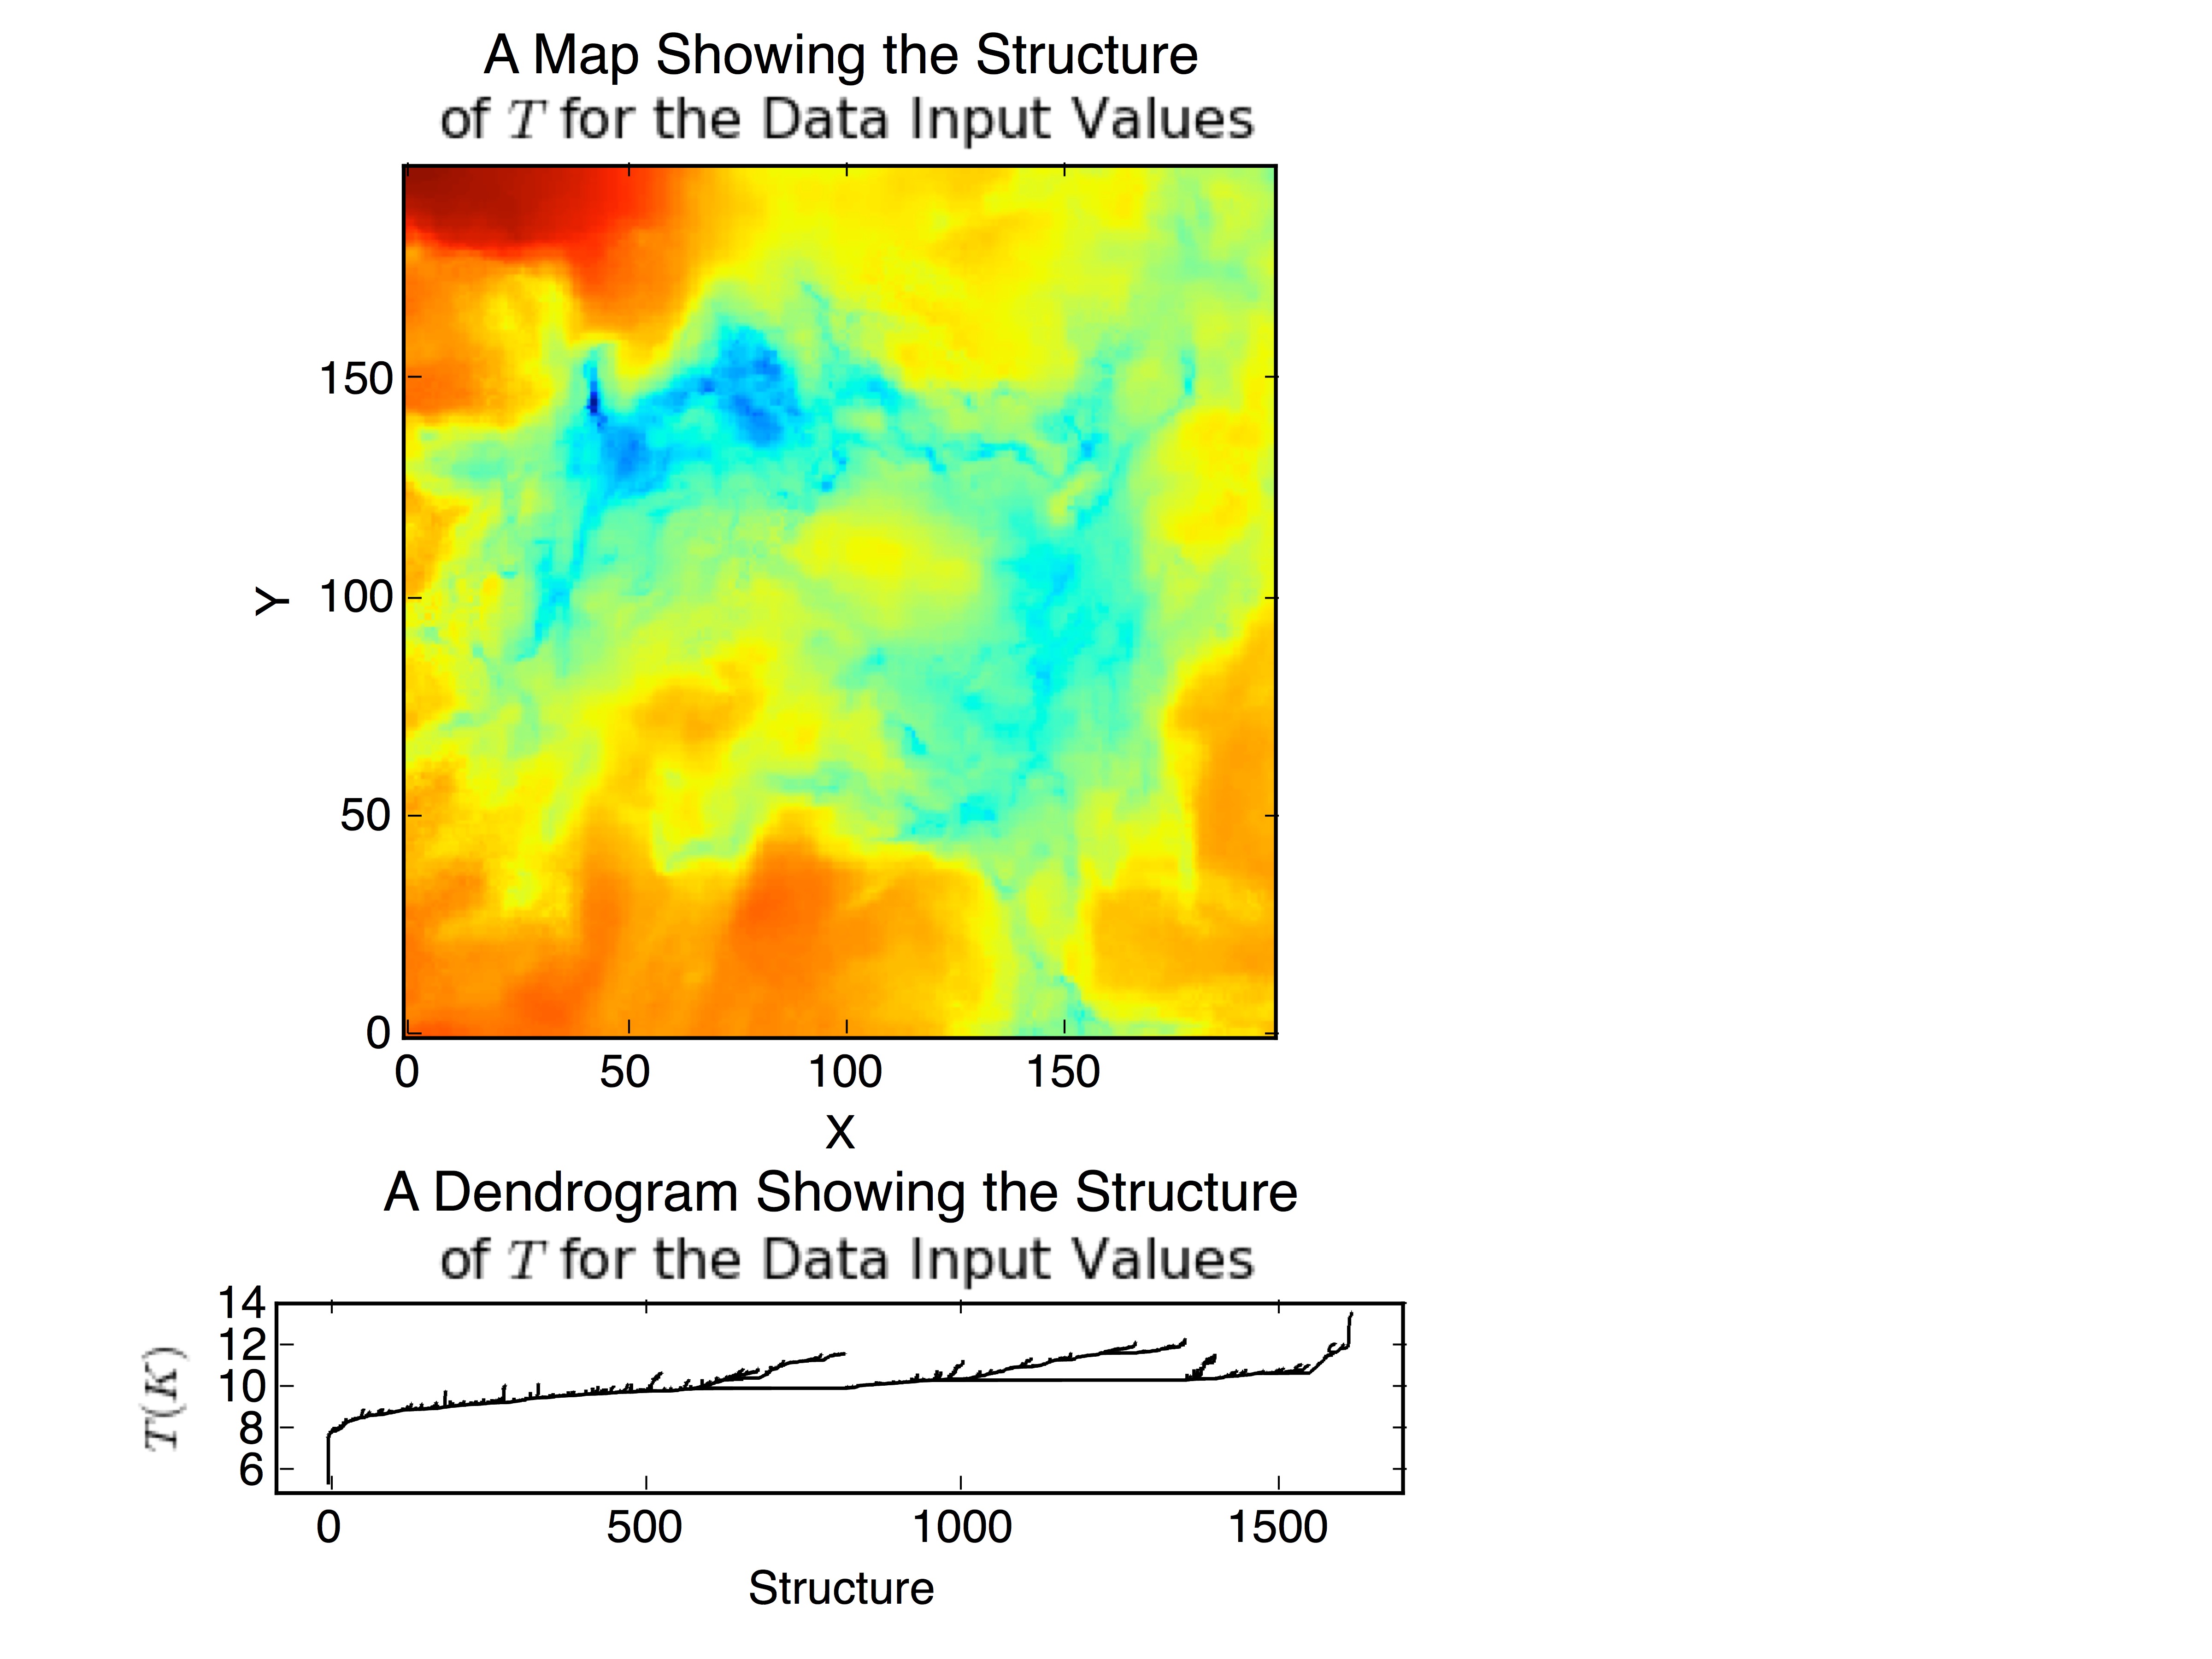 A Map Showing the Structure
of T for the Data Input Values
150
100
50
0
Y
0 50 100 150
X
A Dendrogram Showing the Structure
of T for the Data Input Values
14
12
10
8
6
T(K)
0 500 1000 1500
Structure